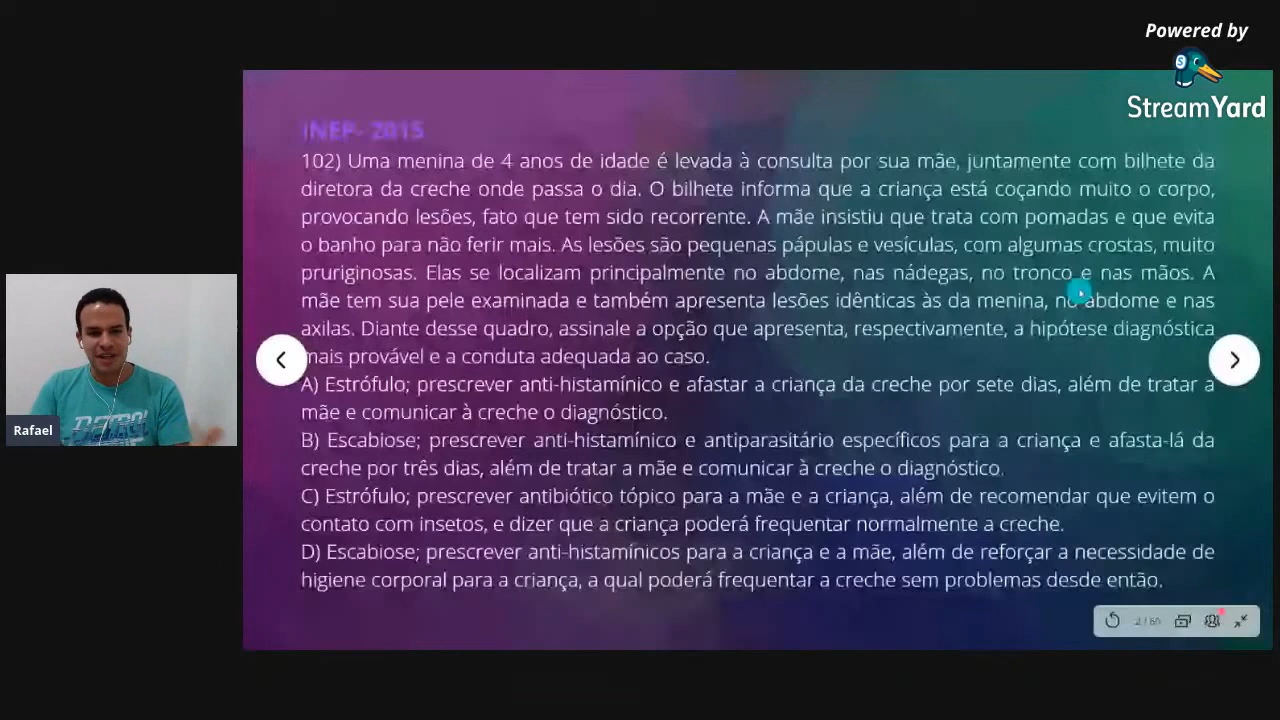 Powered by
StreamYard
INEP- 2015
102) Uma menina de 4 anos de idade é levada à consulta por sua mãe, juntamente com bilhete da
diretora da creche onde passa o dia. O bilhete informa que a criança está coçando muito o corpo,
provocando lesões, fato que tem sido recorrente. A mãe insistiu que trata com pomadas e que evita
o banho para não ferir mais. As lesões são pequenas pápulas e vesículas, com algumas crostas, muito
pruriginosas. Elas se localizam principalmente no abdome, nas nádegas, no tronco e nas mãos. A
mãe tem sua pele examinada e também apresenta lesões idênticas às da menina, no abdome e nas
axilas. Diante desse quadro, assinale a opção que apresenta, respectivamente, a hipótese diagnóstica
mais provável e a conduta adequada ao caso.
A) Estrófulo; prescrever anti-histamínico e afastar a criança da creche por sete dias, além de tratar a
mãe e comunicar à creche o diagnóstico.
B) Escabiose; prescrever anti-histamínico e antiparasitário específicos para a criança e afasta-lá da
creche por três dias, além de tratar a mãe e comunicar à creche o diagnóstico.
C) Estrófulo; prescrever antibiótico tópico para a mãe e a criança, além de recomendar que evitem o
contato com insetos, e dizer que a criança poderá frequentar normalmente a creche.
D) Escabiose; prescrever anti-histamínicos para a criança e a mãe, além de reforçar a necessidade de
higiene corporal para a criança, a qual poderá frequentar a creche sem problemas desde então.
Rafael